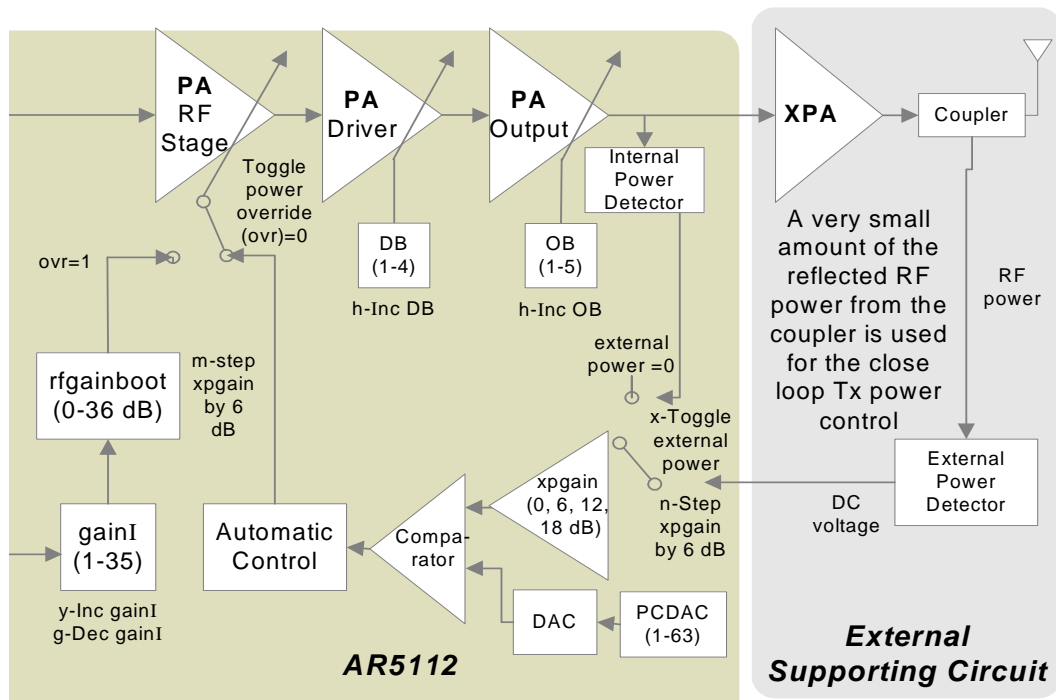 PA
RF
Stage
PA
Driver
PA
Output
XPA
Coupler
Toggle
power
override
(ovr)=0
Internal
Power
Detector
DB
(1-4)
OB
(1-5)
h-Inc DB
h-Inc OB
ovr=1
A very small
amount of the
reflected RF
power from the
coupler is used
for the close
loop Tx power
control
RF
power
rfgainboot
(0-36 dB)
m-step
xpgain
by 6
dB
external
power =0
x-Toggle
external
power
n-Step
xpgain
by 6 dB
xpgain
(0, 6, 12,
18 dB)
External
Power
Detector
DC
voltage
gainI
(1-35)
Automatic
Control
Compa-
rator
y-Inc gainI
g-Dec gainI
DAC
PCDAC
(1-63)
AR5112
External
Supporting Circuit